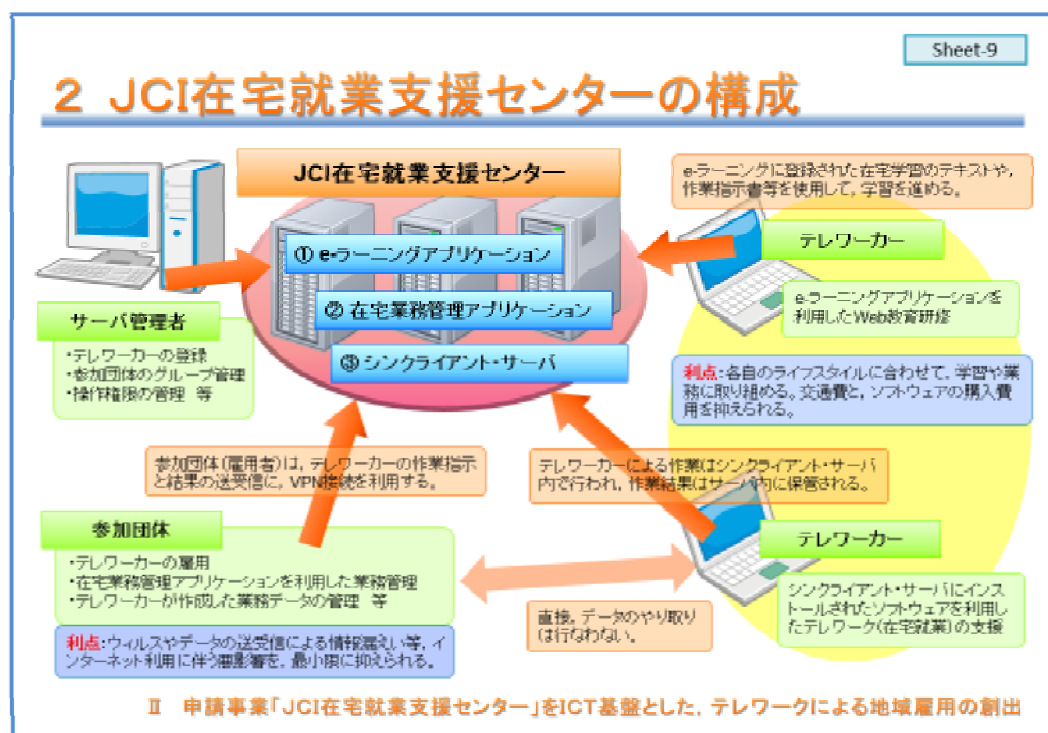 Sheet-9
2 JCI在宅就業支援センターの構成
JCI在宅就業支援センター
① e-ラーニングアプリケーション
② 在宅業務管理アプリケーション
③ シンクライアント・サーバ
サーバ管理者
・テレワーカーの登録
・参加団体のグループ管理
・操作権限の管理 等
e-ラーニングに登録された在宅学習のテキストや,
作業指示書等を使用して, 学習を進める。
テレワーカー
e-ラーニングアプリケーションを
利用したWeb教育研修
利点:各自のライフスタイルに合わせて, 学習や業
務に取り組める。交通費と, ソフトウェアの購入費
用を抑えられる。
参加団体(雇用者)は, テレワーカーの作業指示
と結果の送受信に, VPN接続を利用する。
テレワーカーによる作業はシンクライアント・サーバ
内で行われ, 作業結果はサーバ内に保管される。
参加団体
・テレワーカーの雇用
・在宅業務管理アプリケーションを利用した業務管理
・テレワーカーが作成した業務データの管理 等
利点:ウィルスやデータの送受信による情報漏えい等, イ
ンターネット利用に伴う悪影響を, 最小限に抑えられる。
直接, データのやり取り
は行なわない。
テレワーカー
シンクライアント・サーバにインス
トールされたソフトウェアを利用し
たテレワーク(在宅就業)の支援
Ⅱ 申請事業「JCI在宅就業支援センター」をICT基盤とした, テレワークによる地域雇用の創出